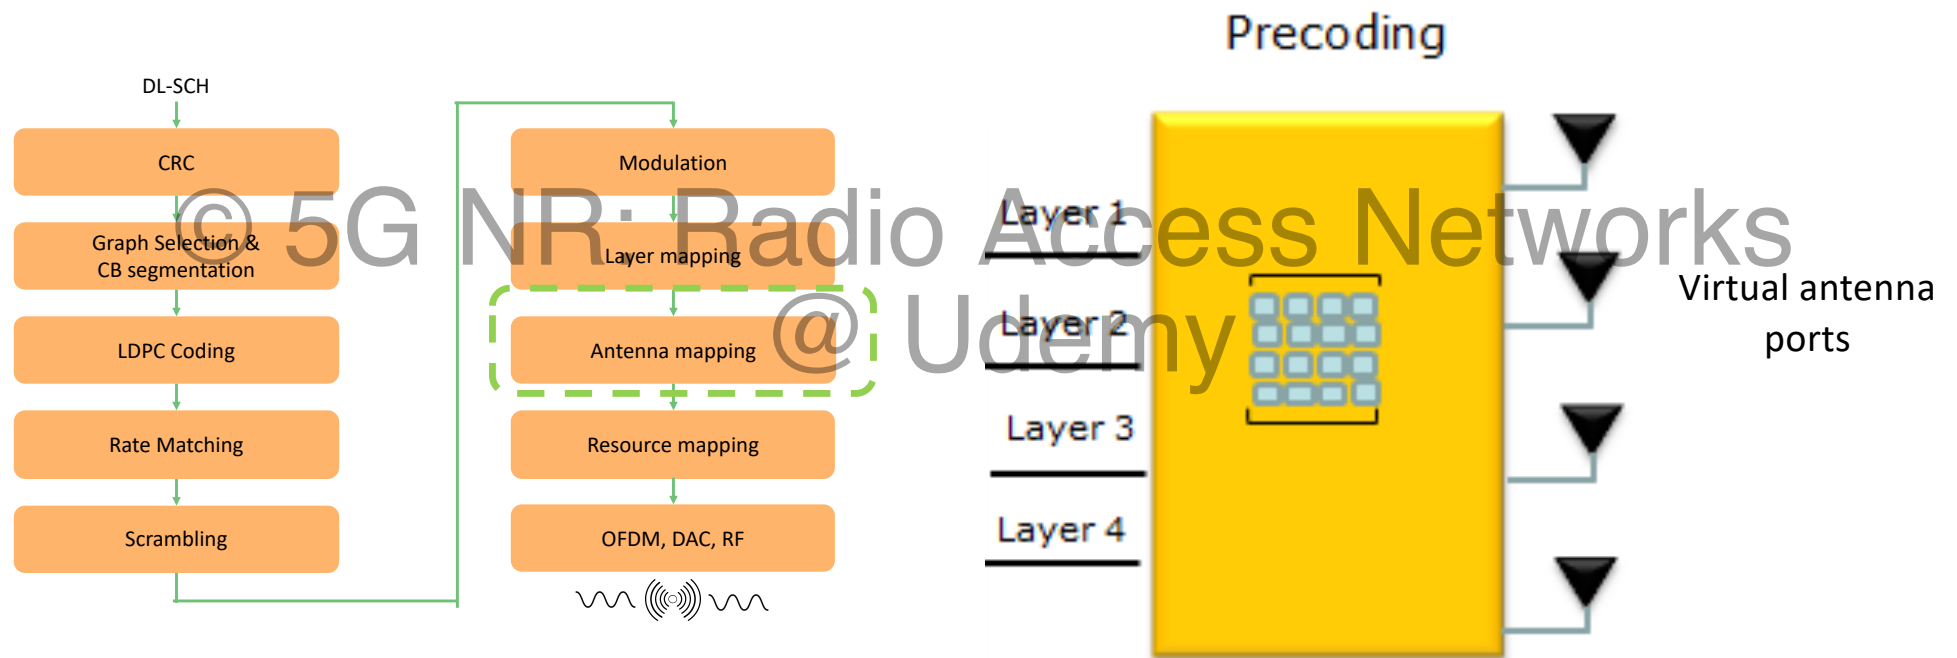 DL-SCH
CRC
Graph Selection &
CB segmentation
LDPC Coding
Rate Matching
Scrambling
Modulation
Layer mapping
Antenna mapping
Resource mapping
OFDM, DAC, RF
Precoding
Layer 1
Layer 2
Layer 3
Layer 4
Virtual antenna
ports
© 5G NR: Radio Access Networks
@ Udemy